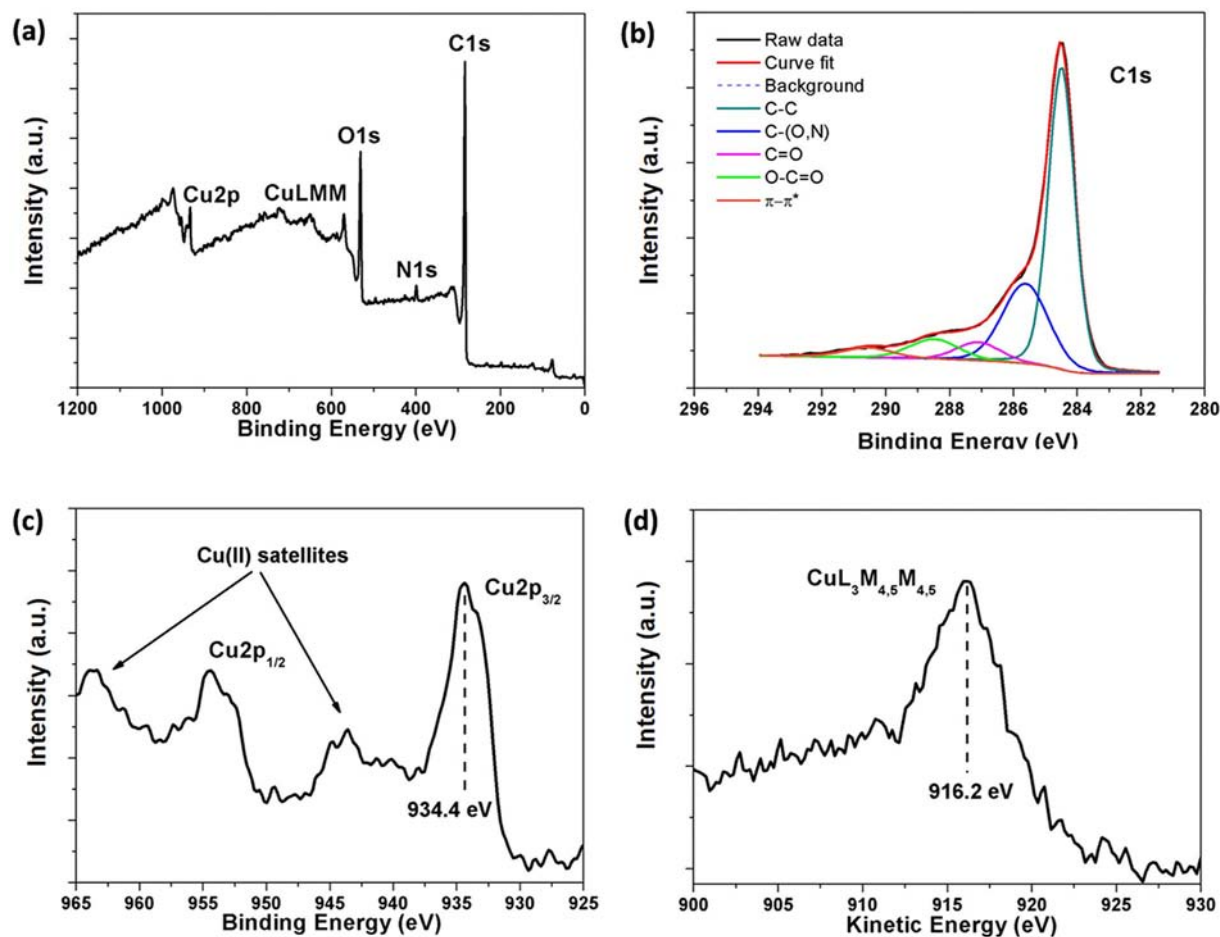 (a)
C1s
O1s
Cu2p
CuLMM
N1s
Intensity (a.u.)
1200 1000 800 600 400 200 0
Binding Energy (eV)
(b)
Raw data
Curve fit
Background
C-C
C-(O,N)
C=O
O-C=O
π-π*
C1s
Intensity (a.u.)
296 294 292 290 288 286 284 282 280
Binding Energy (eV)
(c)
Cu(II) satellites
Cu2p3/2
Cu2p1/2
934.4 eV
Intensity (a.u.)
965 960 955 950 945 940 935 930 925
Binding Energy (eV)
(d)
CuL3M4,5M4,5
916.2 eV
Intensity (a.u.)
900 905 910 915 920 925 930
Kinetic Energy (eV)